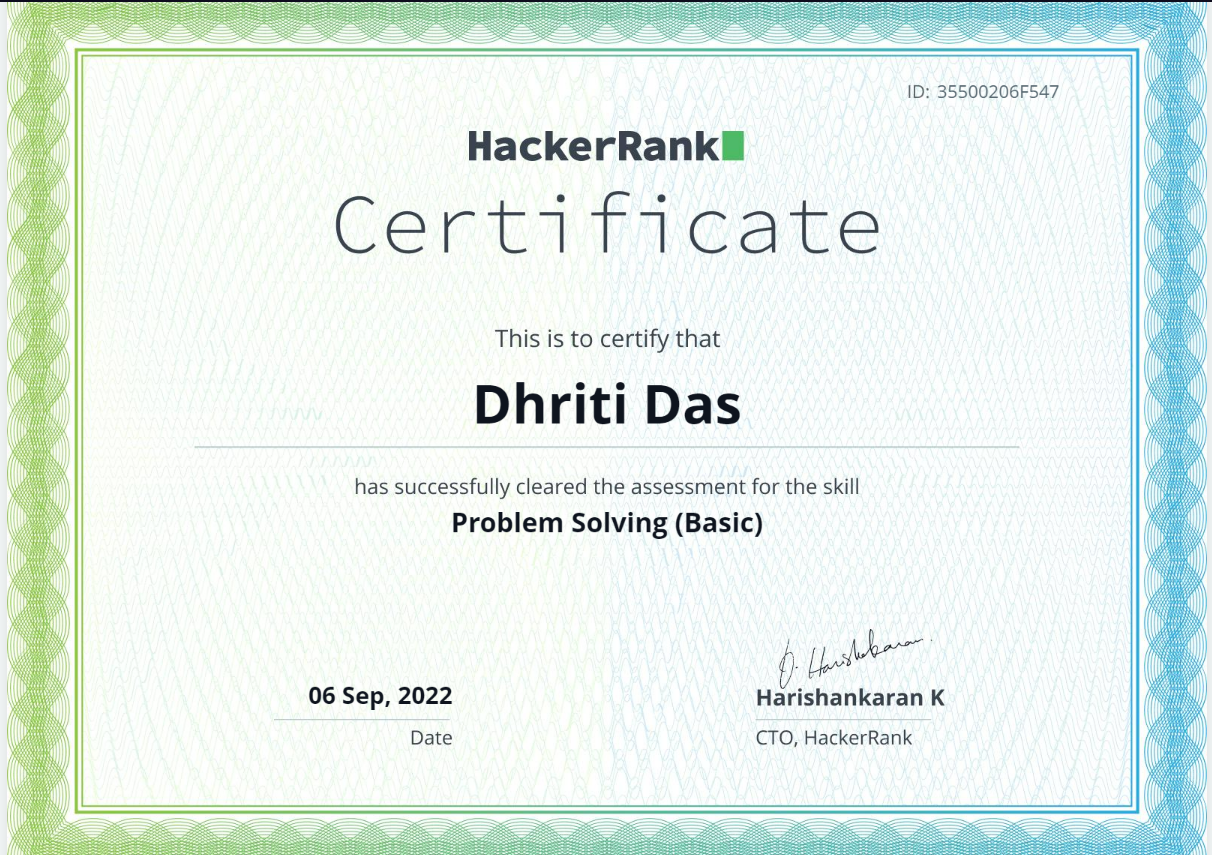 ID: 35500206F547
HackerRank
Certificate
This is to certify that
Dhriti Das
has successfully cleared the assessment for the skill
Problem Solving (Basic)
Harishankaran K
06 Sep, 2022
Date
CTO, HackerRank